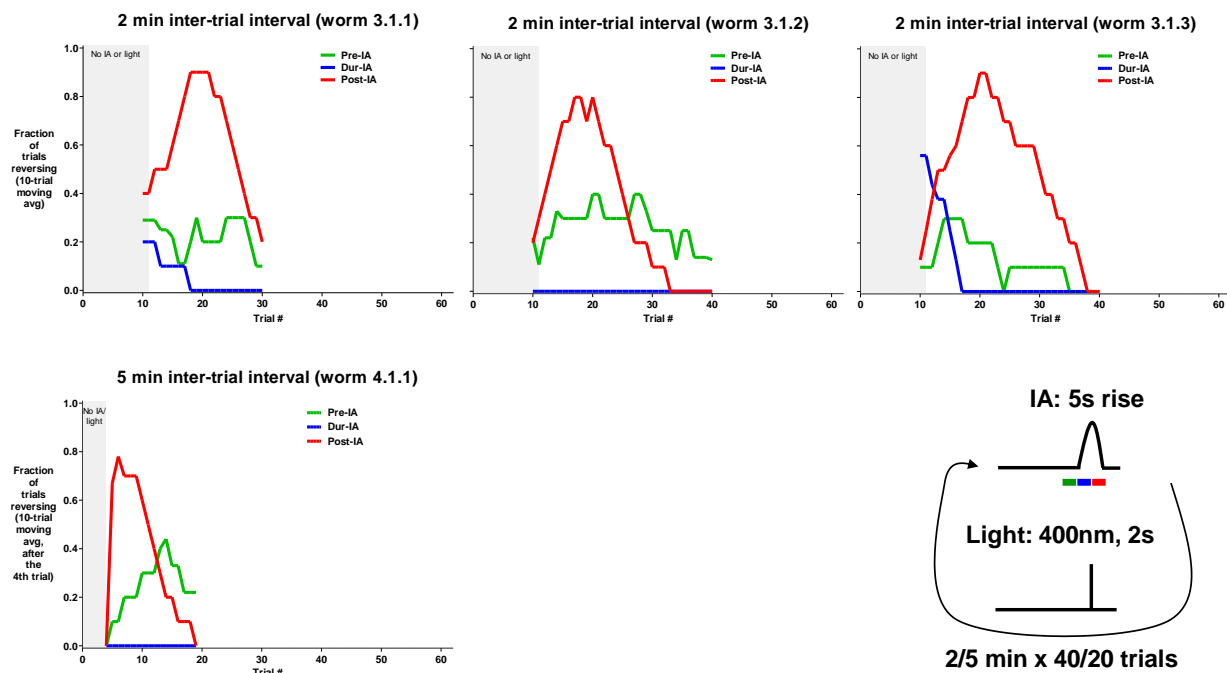 2 min inter-trial interval (worm 3.1.1)
1.0
0.8
0.6
0.4
0.2
0.0
Fraction
of
trials
reversing
(10-trial
moving
avg)
No IA or light
Pre-IA
Dur-IA
Post-IA
0 10 20 30 40 50 60
Trial #
2 min inter-trial interval (worm 3.1.2)
No IA or light
Pre-IA
Dur-IA
Post-IA
0 10 20 30 40 50 60
Trial #
2 min inter-trial interval (worm 3.1.3)
No IA or light
Pre-IA
Dur-IA
Post-IA
0 10 20 30 40 50 60
Trial #
5 min inter-trial interval (worm 4.1.1)
1.0
0.8
0.6
0.4
0.2
0.0
Fraction
of
trials
reversing
(10-trial
moving
avg,
after
the
4th trial)
No IA/
light
Pre-IA
Dur-IA
Post-IA
0 10 20 30 40 50 60
Trial #
IA: 5s rise
Light: 400nm, 2s
2/5 min x 40/20 trials